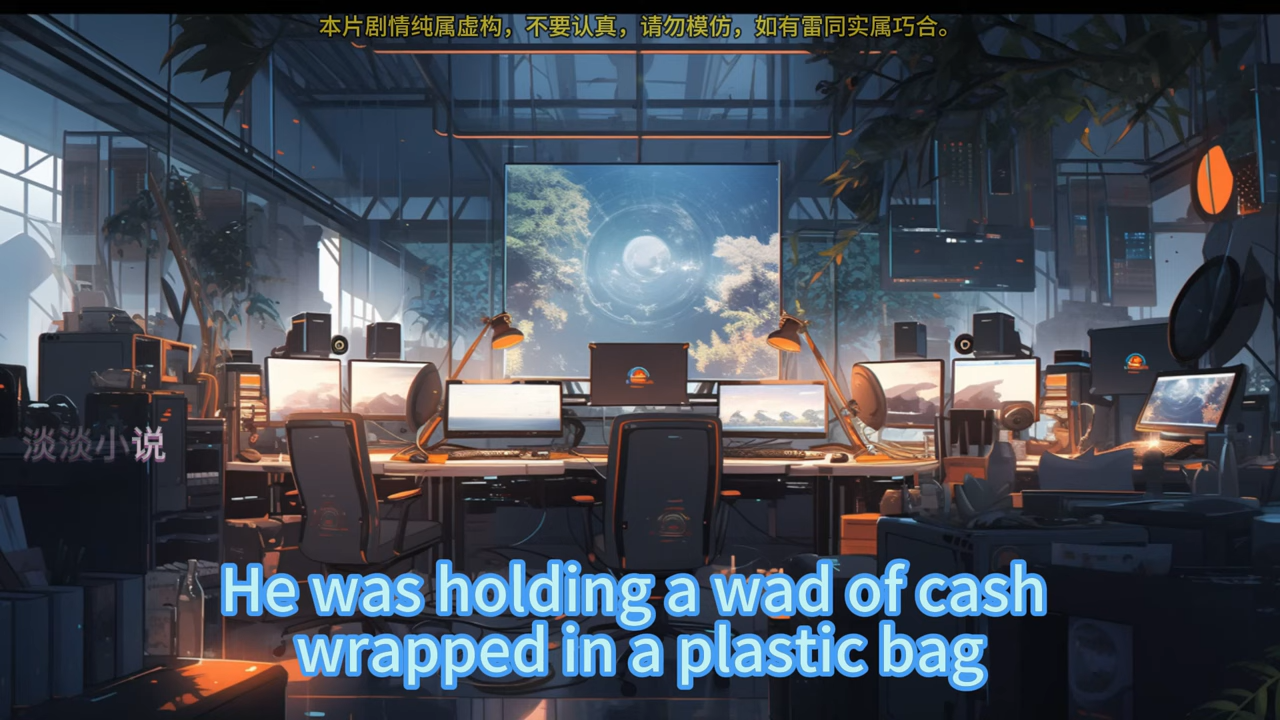 本片剧情纯属虚构，不要认真，请勿模仿，如有雷同实属巧合。
淡淡小说
He was holding a wad of cash
wrapped in a plastic bag